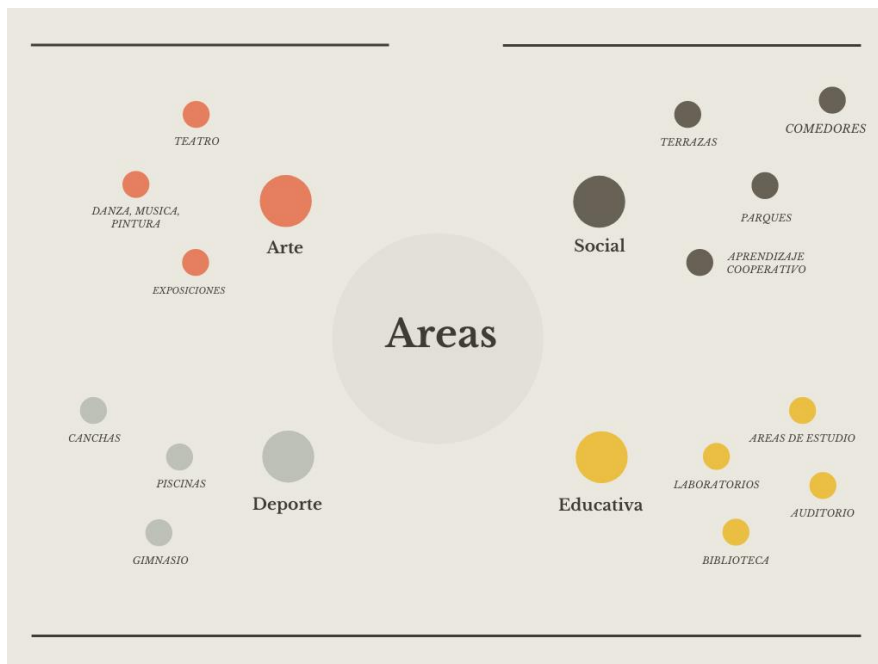 TEATRO
DANZA, MUSICA,
PINTURA
EXPOSICIONES
Arte
TERRAZAS
COMEDORES
PARQUES
Social
APRENDIZAJE
COOPERATIVO
Areas
CANCHAS
PISCINAS
GIMNASIO
Deporte
AREAS DE ESTUDIO
LABORATORIOS
AUDITORIO
BIBLIOTECA
Educativa